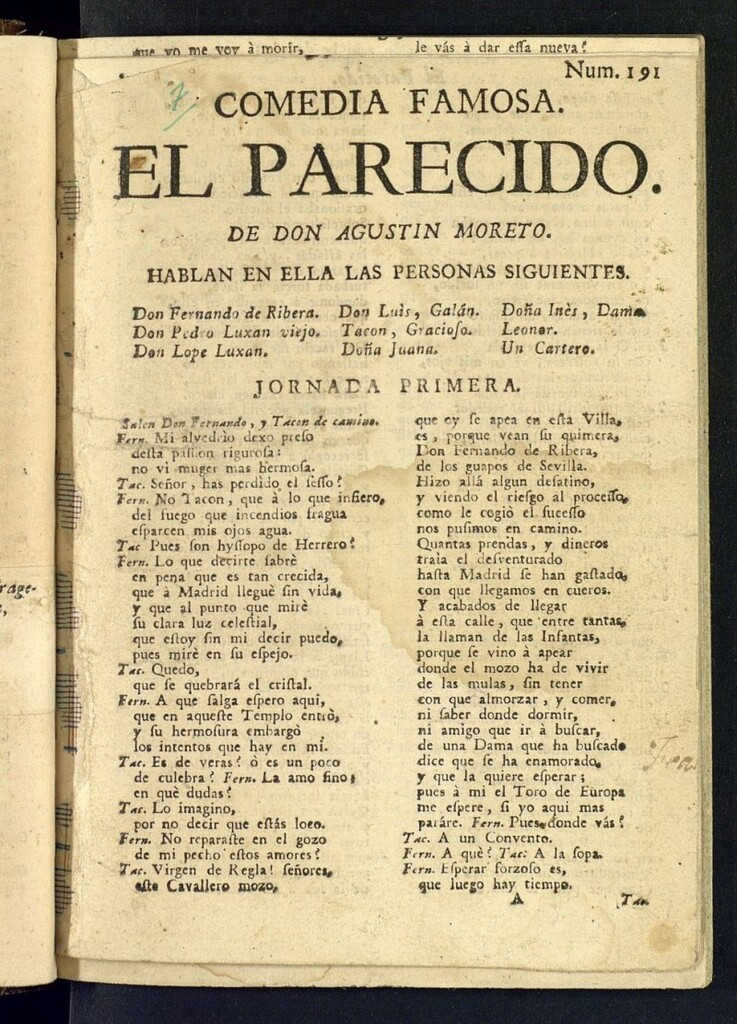 que yo me voy à morir,
le vás à dar eſſa nueva?
Num. 191
7
COMEDIA FAMOSA.
EL PARECIDO.
DE DON AGUSTIN MORETO.
HABLAN EN ELLA LAS PERSONAS SIGUIENTES.
Don Fernando de Ribera. Don Luis, Galán. Doña Inès, Dama.
Don Pedro Luxan viejo. Tacon, Gracioſo. Leonor.
Don Lope Luxan. Doña Juana. Un Cartero.
JORNADA PRIMERA.
Salen Don Fernando, y Tacon de camino.
Fern. Mi alvedrio dexo preſo
deſta paſsion riguroſa:
no vi muger mas hermoſa.
Tac. Señor, has perdido el ſeſſo?
Fern. No Tacon, que à lo que infiero,
del fuego que incendios fragua
eſparcen mis ojos agua.
Tac Pues ſon hyſſopo de Herrero?
Fern. Lo que decirte ſabrè
en pena que es tan crecida,
que à Madrid lleguè ſin vida,
y que al punto que mirè
ſu clara luz celeſtial,
que eſtoy ſin mi decir puedo,
pues mirè en ſu eſpejo.
Tac. Quedo,
que ſe quebrará el criſtal.
Fern. A que ſalga eſpero aqui,
que en aqueſte Templo entrò,
y ſu hermoſura embargò
los intentos que hay en mi.
Tac. Es de veras? ò es un poco
de culebra? Fern. La amo fino;
en què dudas?
Tac. Lo imagino,
por no decir que eſtás loco.
Fern. No reparaſte en el gozo
de mi pecho eſtos amores?
Tac. Virgen de Regla! ſeñores,
eſte Cavallero mozo,
que oy ſe apea en eſta Villa,
es, porque vean ſu quimera,
Don Fernando de Ribera,
de los guapos de Sevilla.
Hizo allá algun deſatino,
y viendo el rieſgo al proceſſo,
como le cogiò el ſuceſſo
nos puſimos en camino.
Quantas prendas, y dineros
traìa el deſventurado
haſta Madrid ſe han gaſtado,
con que llegamos en cueros.
Y acabados de llegar
à eſta calle, que entre tantas,
la llaman de las Infantas,
porque ſe vino à apear
donde el mozo ha de vivir
de las mulas, ſin tener
con que almorzar, y comer,
ni ſaber donde dormir,
ni amigo que ir à buſcar,
de una Dama que ha buſcado
dice que ſe ha enamorado,
y que la quiere eſperar;
pues à mi el Toro de Europa
me eſpere, ſi yo aqui mas
paráre. Fern. Pues donde vás?
Tac. A un Convento.
Fern. A què? Tac. A la ſopa.
Fern. Eſperar forzoſo es,
que luego hay tiempo.
A
Tac.